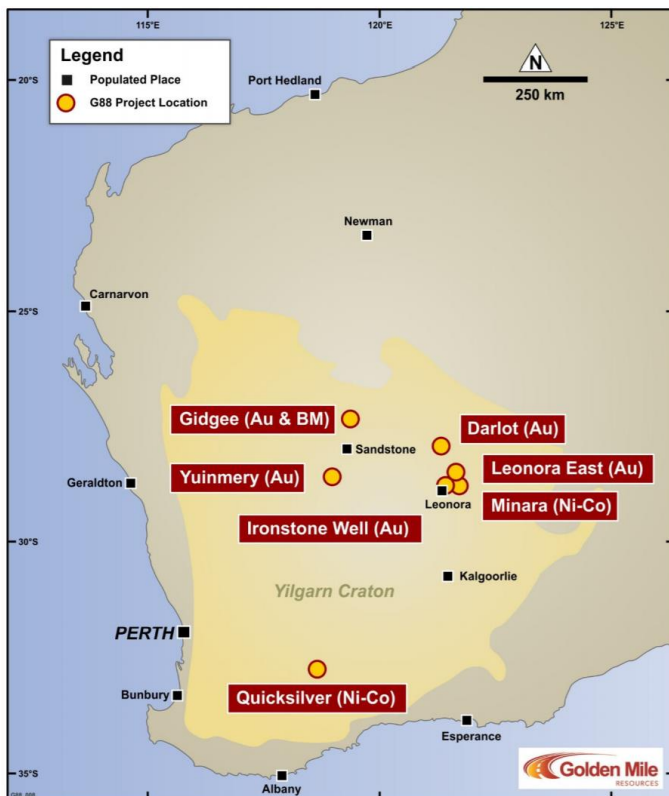 115°E
120°E
125°E
Legend
Populated Place
G88 Project Location
N
250 km
20°S
Port Hedland
Newman
25°S
Carnarvon
Gidgee (Au & BM)
Darlot (Au)
Sandstone
Leonora East (Au)
Yuinmery (Au)
Geraldton
Leonora
Minara (Ni-Co)
Ironstone Well (Au)
30°S
Kalgoorlie
Yilgarn Craton
PERTH
Bunbury
Quicksilver (Ni-Co)
Esperance
Golden Mile
RESOURCES
35°S
Albany